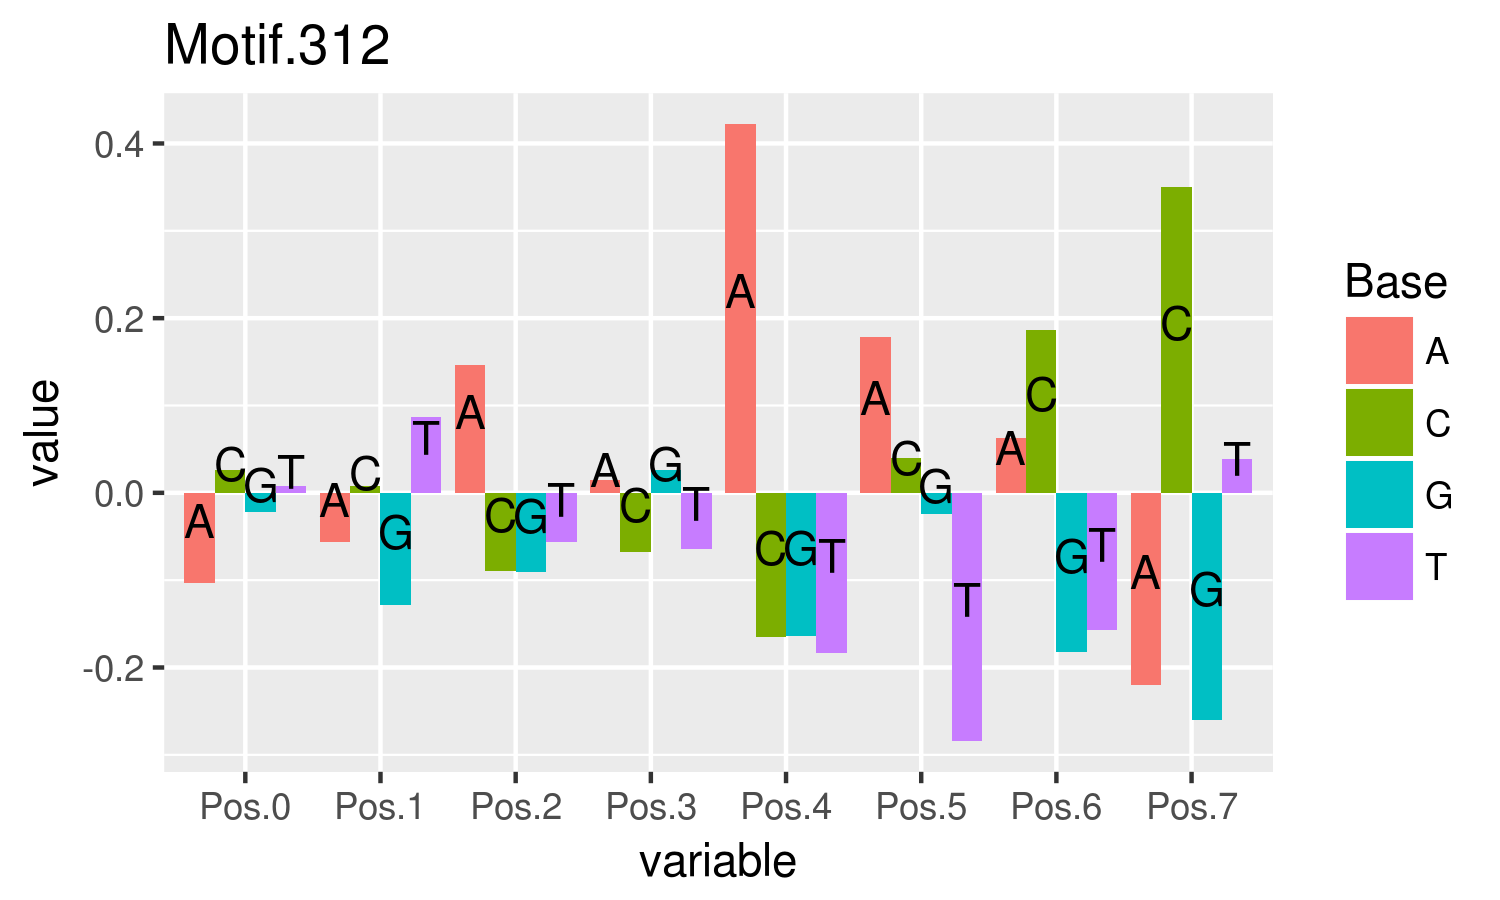 Motif.312
0.4
0.2
0.0
-0.2
value
A C G T A C G T A C G T A C G T A C G T A C G T A C G T A C G T
Pos.0 Pos.1 Pos.2 Pos.3 Pos.4 Pos.5 Pos.6 Pos.7
variable
Base
A
C
G
T